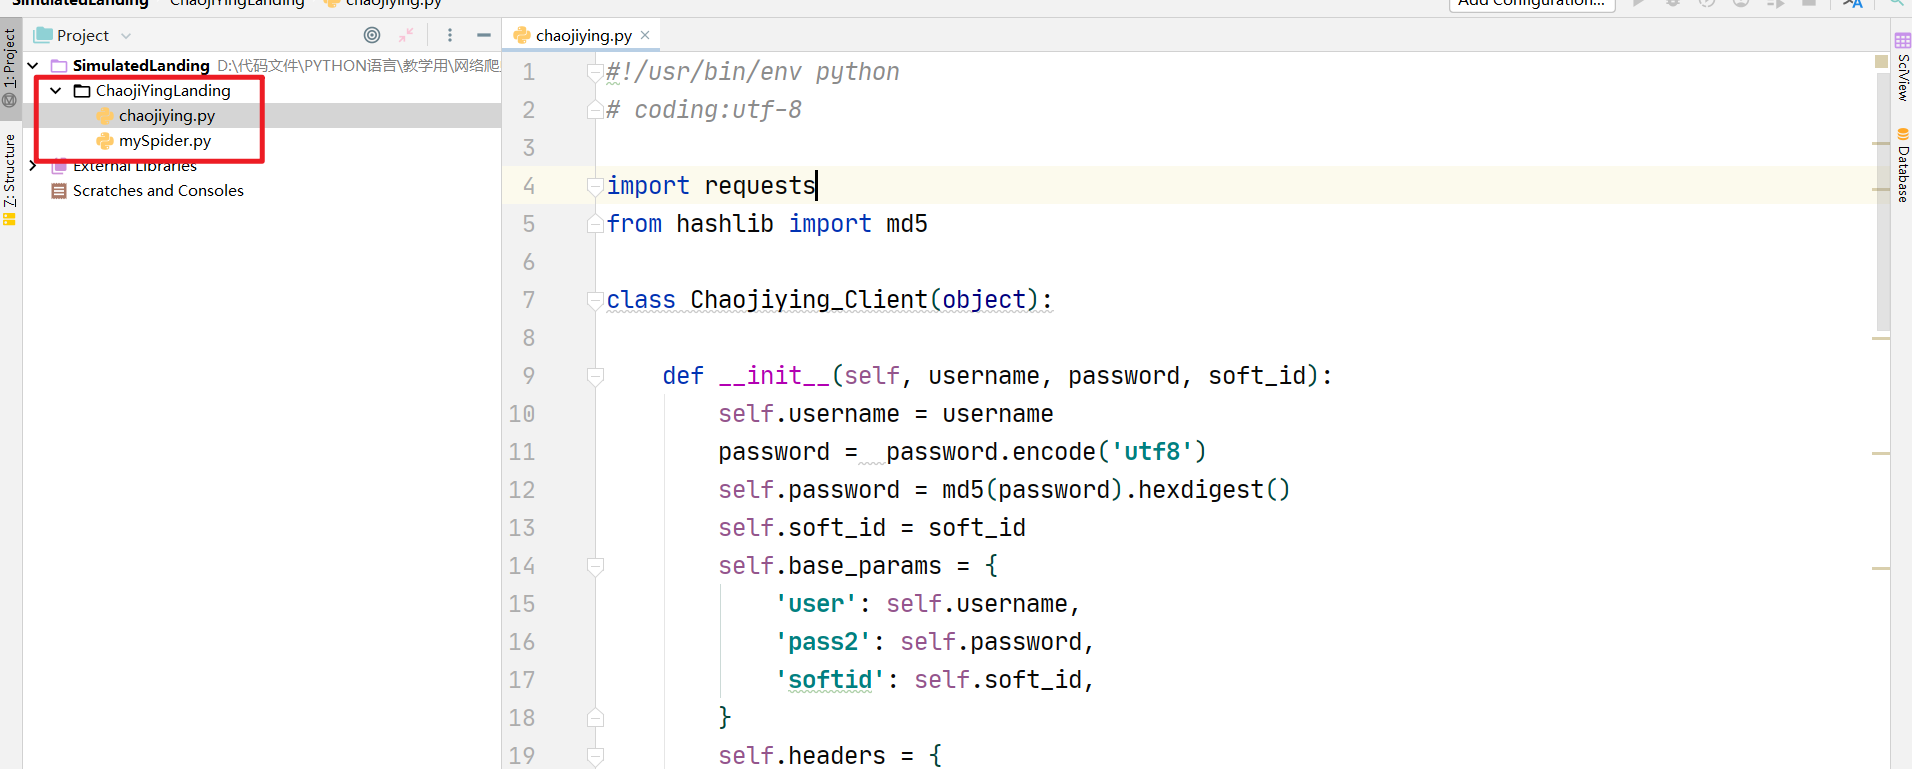 SimulatedLanding ChaojiYingLanding chaojiying.py Add Configuration...
1: Project
Z: Structure
Project
SimulatedLanding D:\代码文件\PYTHON语言\教学用\网络爬
ChaojiYingLanding
chaojiying.py
mySpider.py
External Libraries
Scratches and Consoles
chaojiying.py
1 #!/usr/bin/env python
2 # coding:utf-8
3
4 import requests
5 from hashlib import md5
6
7 class Chaojiying_Client(object):
8
9 def __init__(self, username, password, soft_id):
10 self.username = username
11 password =  password.encode('utf8')
12 self.password = md5(password).hexdigest()
13 self.soft_id = soft_id
14 self.base_params = {
15 'user': self.username,
16 'pass2': self.password,
17 'softid': self.soft_id,
18 }
19 self.headers = {
SciView
Database